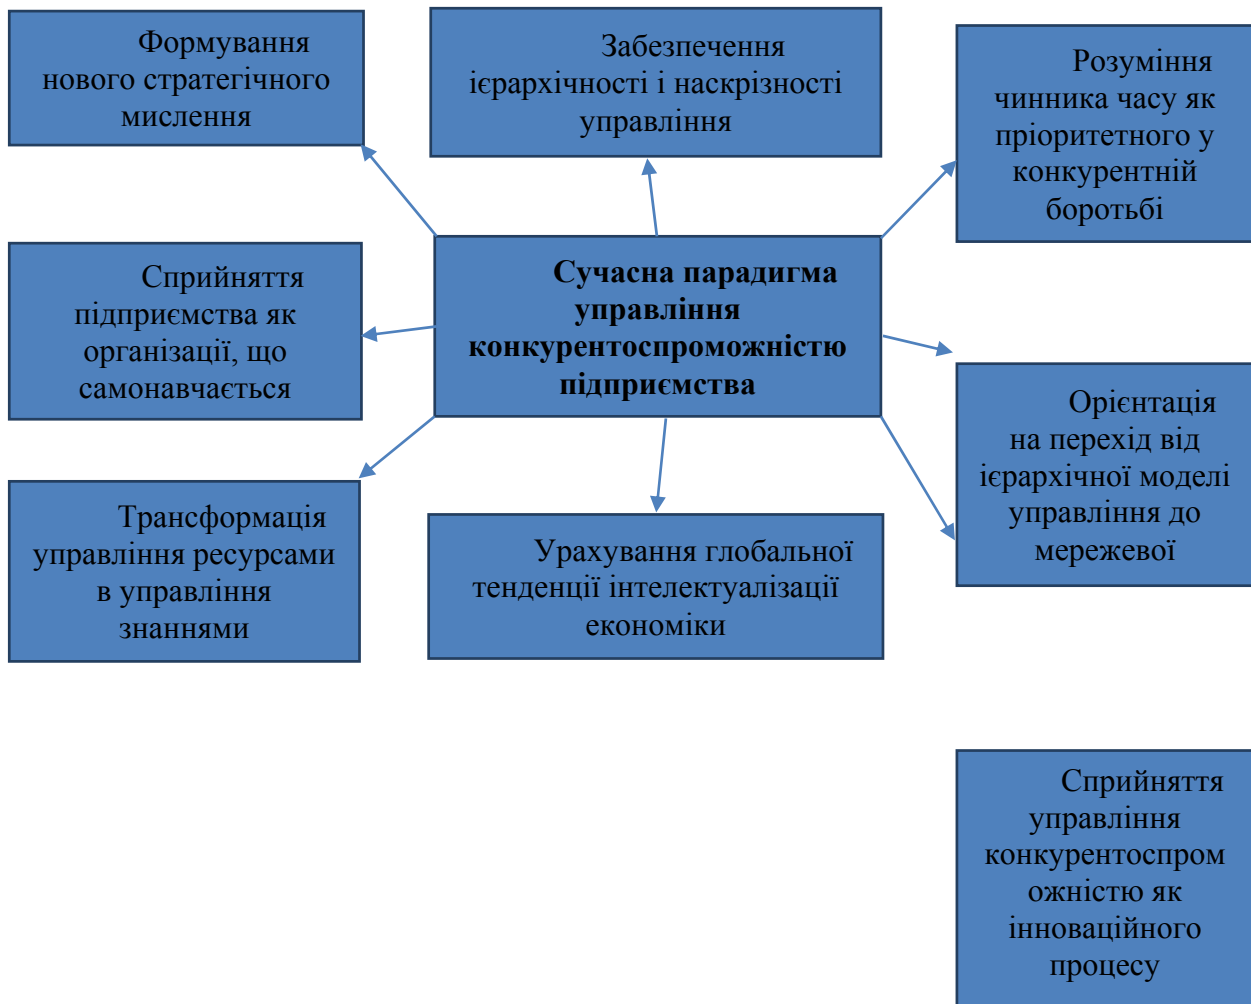 Формування
нового стратегічного
мислення
Забезпечення
ієрархічності і наскрізності
управління
Розуміння
чинника часу як
пріоритетного у
конкурентній
боротьбі
Сприйняття
підприємства як
організації, що
самонавчається
Сучасна парадигма
управління
конкурентоспроможністю
підприємства
Орієнтація
на перехід від
ієрархічної моделі
управління до
мережевої
Трансформація
управління ресурсами
в управління
знаннями
Урахування глобальної
тенденції інтелектуалізації
економіки
Сприйняття
управління
конкурентоспром
ожністю як
інноваційного
процесу